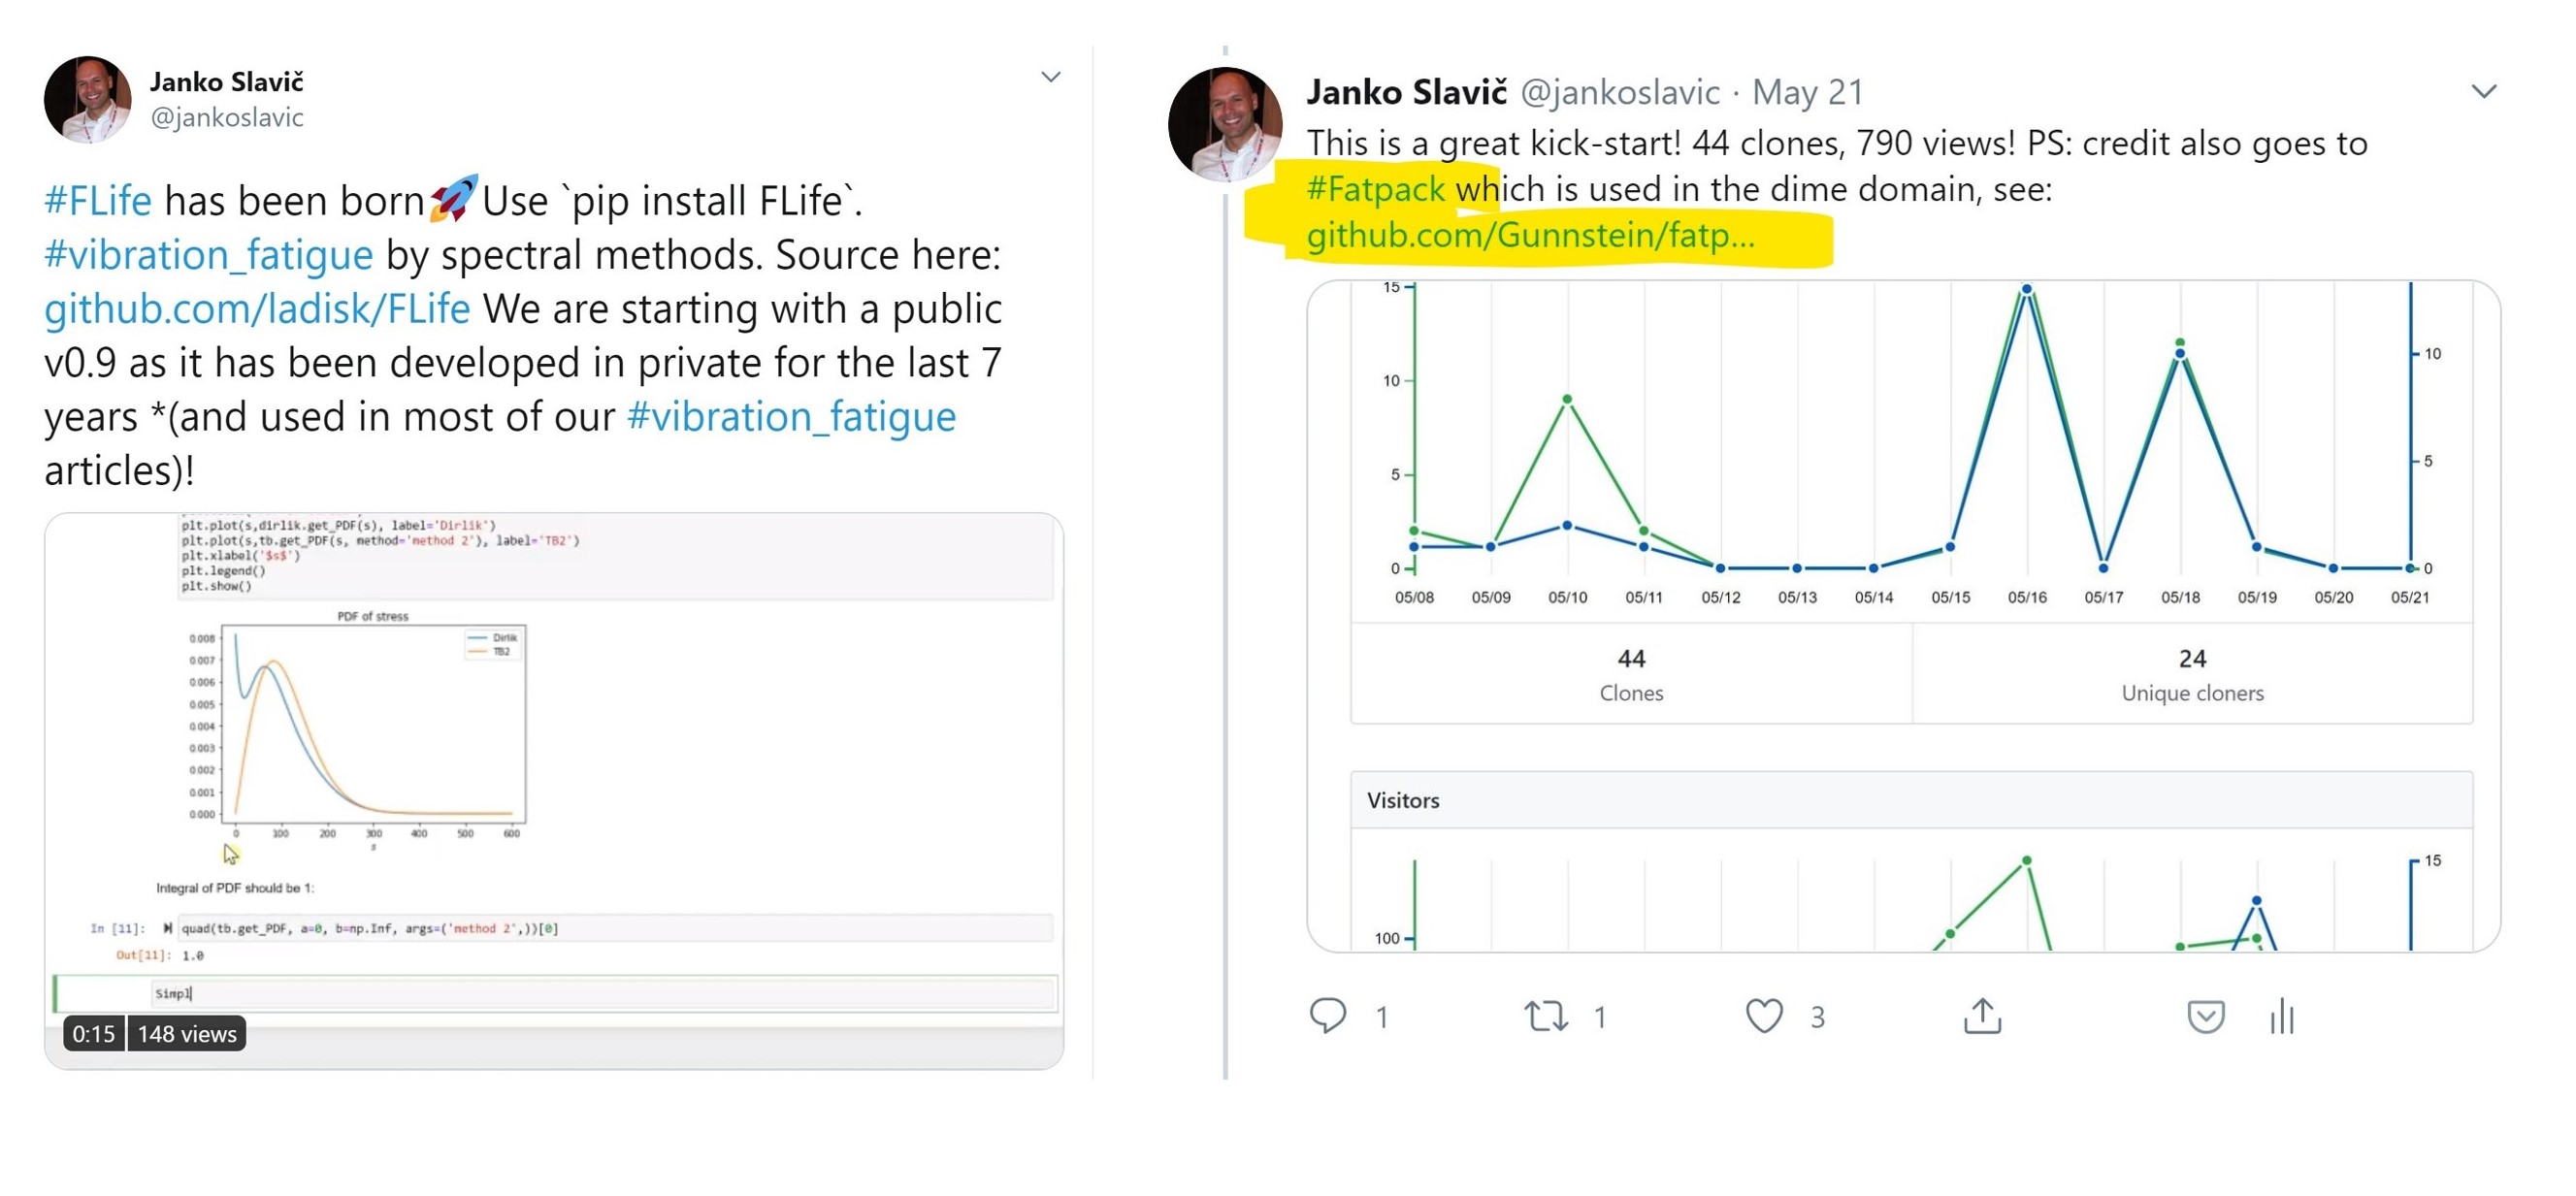 Janko Slavič
@jankoslavic
#FLife has been born🚀Use `pip install FLife`.
#vibration_fatigue by spectral methods. Source here:
github.com/ladisk/FLife We are starting with a public
v0.9 as it has been developed in private for the last 7
years *(and used in most of our #vibration_fatigue
articles)!
plt.plot(s,dirlik.get_PDF(s), label='Dirlik')
plt.plot(s,tb.get_PDF(s, method='method 2'), label='TB2')
plt.xlabel('$s$')
plt.legend()
plt.show()
PDF of stress
Dirlik
TB2
0.008
0.007
0.006
0.005
0.004
0.003
0.002
0.001
0.000
0 100 200 300 400 500 600
s
Integral of PDF should be 1:
In [11]: quad(tb.get_PDF, a=0, b=np.Inf, args=('method 2',))[0]
Out[11]: 1.0
Simpl
0:15 148 views
Janko Slavič @jankoslavic · May 21
This is a great kick-start! 44 clones, 790 views! PS: credit also goes to
#Fatpack which is used in the dime domain, see:
github.com/Gunnstein/fatp...
15
10
5
0
10
5
0
05/08 05/09 05/10 05/11 05/12 05/13 05/14 05/15 05/16 05/17 05/18 05/19 05/20 05/21
44 24
Clones Unique cloners
Visitors
15
100
1 1 3